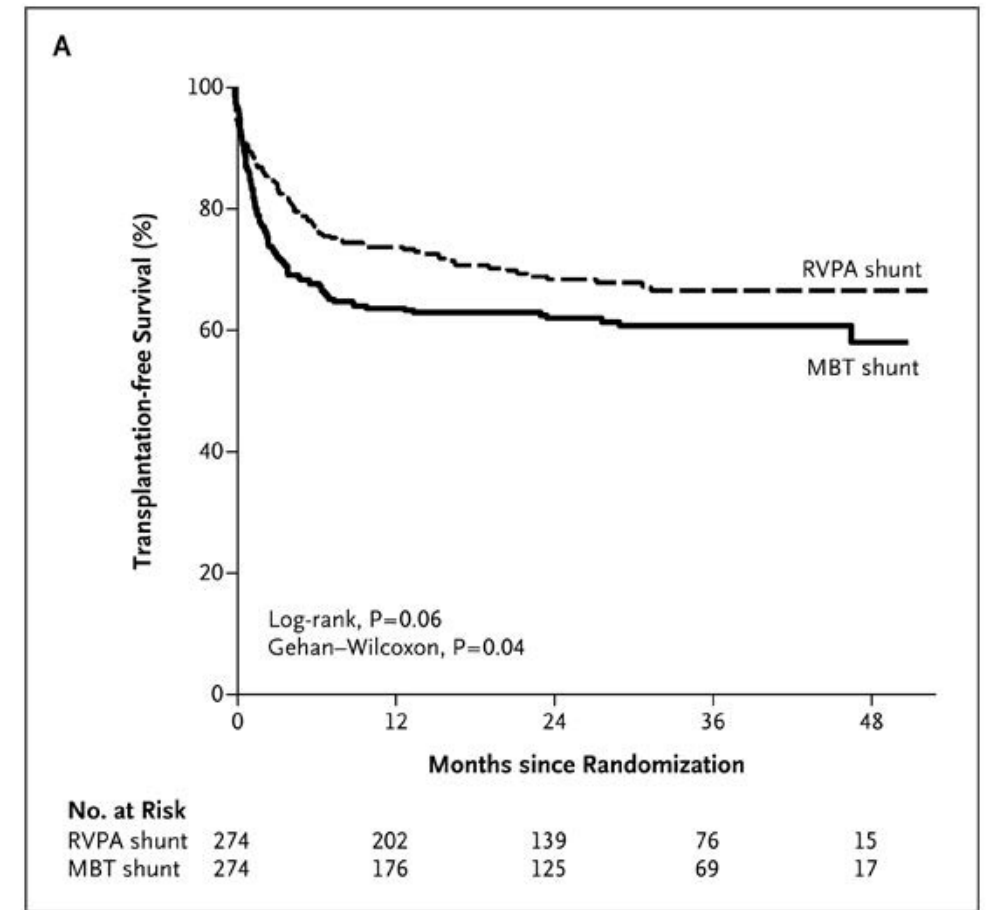 A
Transplantation-free Survival (%)
100
80
60
40
20
0
RVPA shunt
MBT shunt
Log-rank, P=0.06
Gehan–Wilcoxon, P=0.04
0 12 24 36 48
Months since Randomization
No. at Risk
RVPA shunt 274 202 139 76 15
MBT shunt 274 176 125 69 17